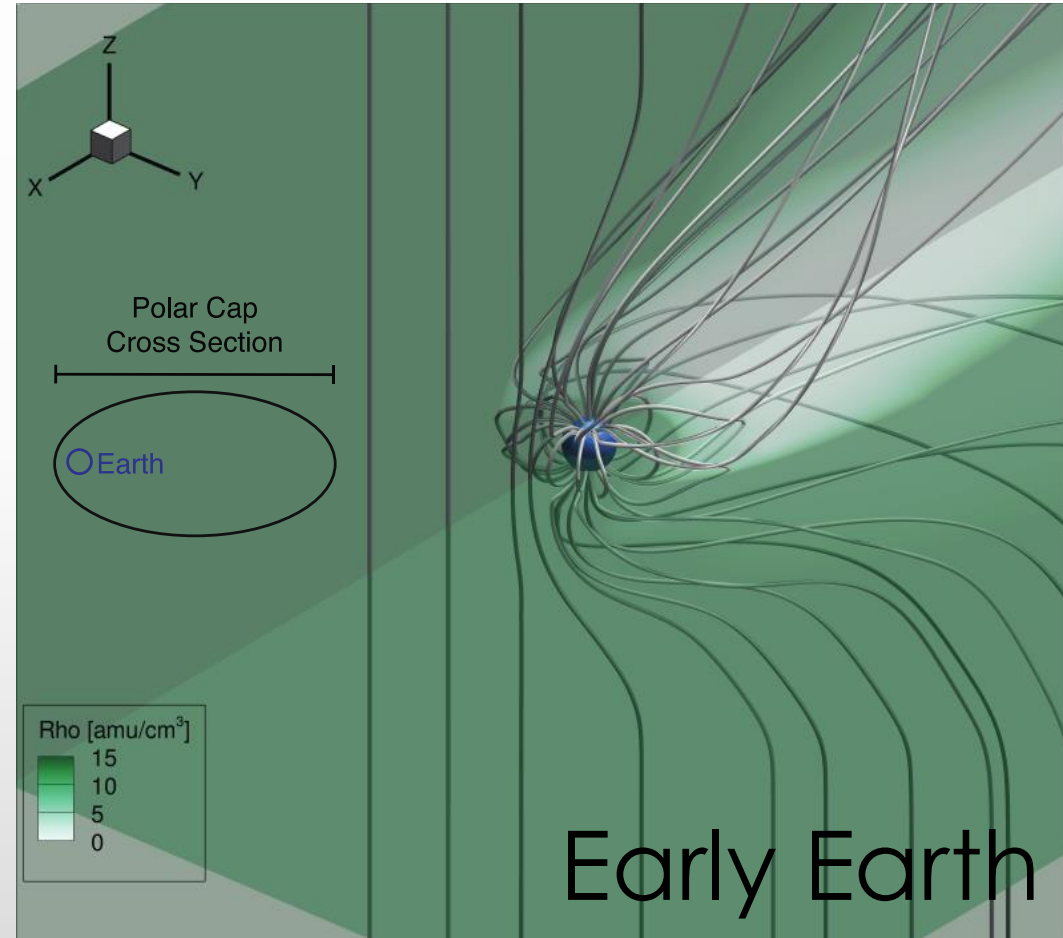 Z
X
Y
Polar Cap
Cross Section
Earth
Rho [amu/cm³]
15
10
5
0
Early Earth